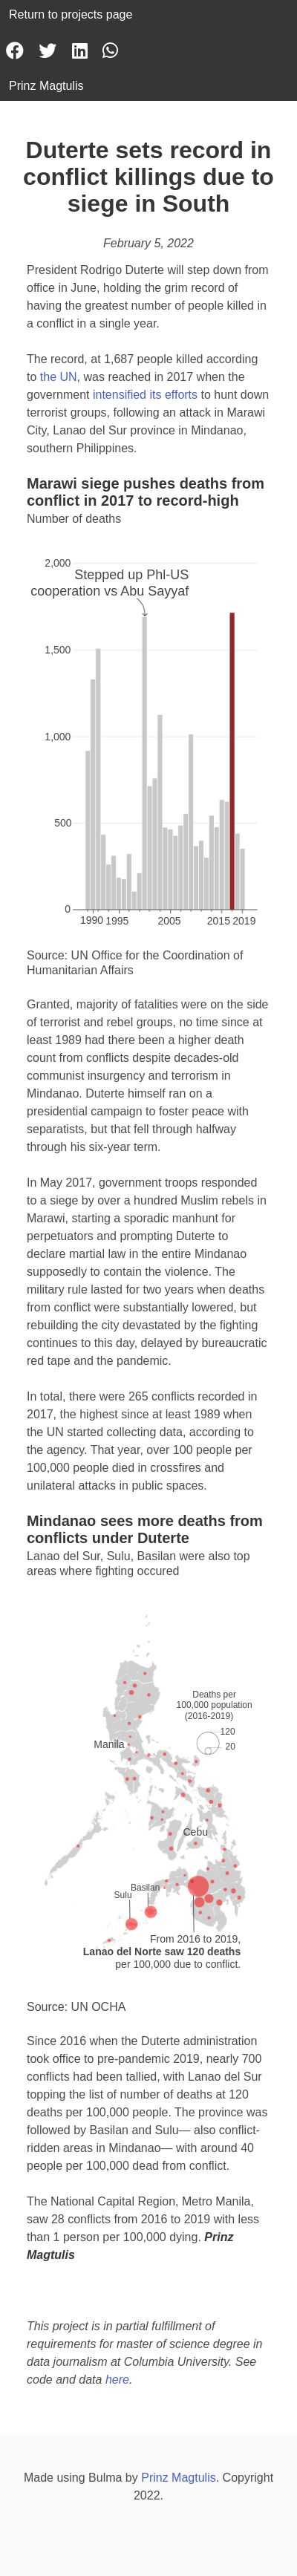 Return to projects page
Prinz Magtulis
Duterte sets record in
conflict killings due to
siege in South
February 5, 2022
President Rodrigo Duterte will step down from
office in June, holding the grim record of
having the greatest number of people killed in
a conflict in a single year.
The record, at 1,687 people killed according
to the UN, was reached in 2017 when the
government intensified its efforts to hunt down
terrorist groups, following an attack in Marawi
City, Lanao del Sur province in Mindanao,
southern Philippines.
Marawi siege pushes deaths from
conflict in 2017 to record-high
Number of deaths
2,000
Stepped up Phl-US
cooperation vs Abu Sayyaf
1,500
1,000
500
0
1990 1995 2005 2015 2019
Source: UN Office for the Coordination of
Humanitarian Affairs
Granted, majority of fatalities were on the side
of terrorist and rebel groups, no time since at
least 1989 had there been a higher death
count from conflicts despite decades-old
communist insurgency and terrorism in
Mindanao. Duterte himself ran on a
presidential campaign to foster peace with
separatists, but that fell through halfway
through his six-year term.
In May 2017, government troops responded
to a siege by over a hundred Muslim rebels in
Marawi, starting a sporadic manhunt for
perpetuators and prompting Duterte to
declare martial law in the entire Mindanao
supposedly to contain the violence. The
military rule lasted for two years when deaths
from conflict were substantially lowered, but
rebuilding the city devastated by the fighting
continues to this day, delayed by bureaucratic
red tape and the pandemic.
In total, there were 265 conflicts recorded in
2017, the highest since at least 1989 when
the UN started collecting data, according to
the agency. That year, over 100 people per
100,000 people died in crossfires and
unilateral attacks in public spaces.
Mindanao sees more deaths from
conflicts under Duterte
Lanao del Sur, Sulu, Basilan were also top
areas where fighting occured
Deaths per
100,000 population
(2016-2019)
120
20
Manila
Cebu
Basilan
Sulu
From 2016 to 2019,
Lanao del Norte saw 120 deaths
per 100,000 due to conflict.
Source: UN OCHA
Since 2016 when the Duterte administration
took office to pre-pandemic 2019, nearly 700
conflicts had been tallied, with Lanao del Sur
topping the list of number of deaths at 120
deaths per 100,000 people. The province was
followed by Basilan and Sulu— also conflict-
ridden areas in Mindanao— with around 40
people per 100,000 dead from conflict.
The National Capital Region, Metro Manila,
saw 28 conflicts from 2016 to 2019 with less
than 1 person per 100,000 dying. Prinz
Magtulis
This project is in partial fulfillment of
requirements for master of science degree in
data journalism at Columbia University. See
code and data here.
Made using Bulma by Prinz Magtulis. Copyright
2022.